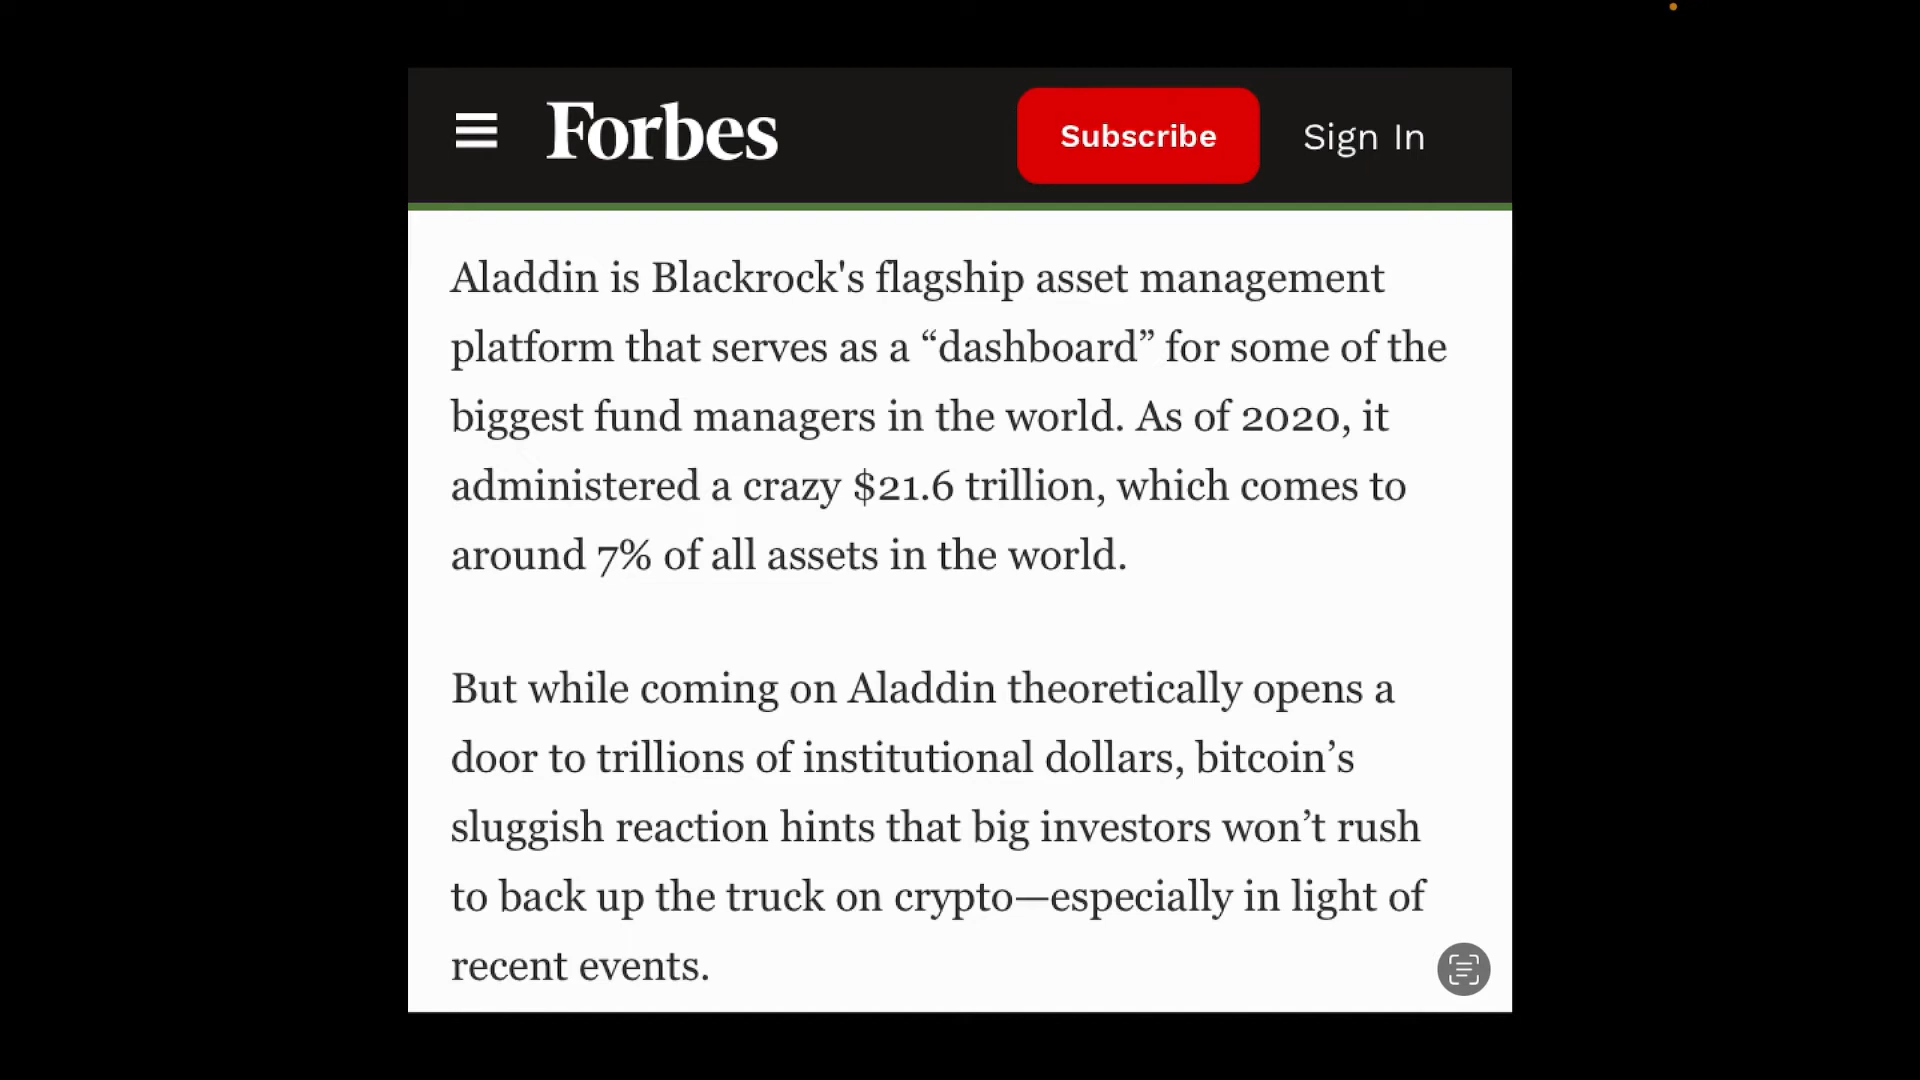 Forbes
Subscribe
Sign In
Aladdin is Blackrock's flagship asset management
platform that serves as a “dashboard” for some of the
biggest fund managers in the world. As of 2020, it
administered a crazy $21.6 trillion, which comes to
around 7% of all assets in the world.
But while coming on Aladdin theoretically opens a
door to trillions of institutional dollars, bitcoin’s
sluggish reaction hints that big investors won’t rush
to back up the truck on crypto—especially in light of
recent events.